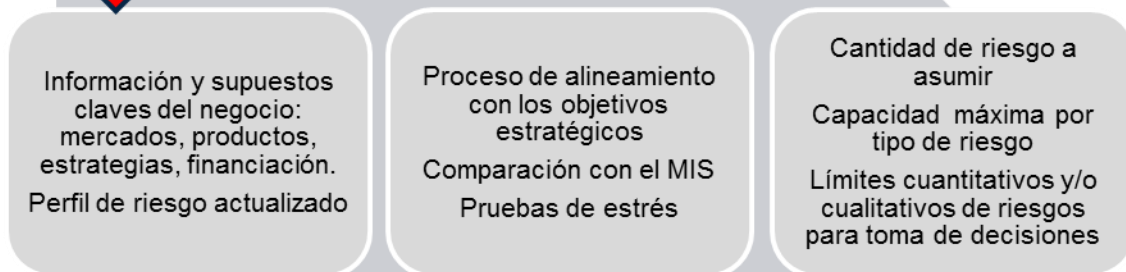 Información y supuestos
claves del negocio:
mercados, productos,
estrategias, financiación.
Perfil de riesgo actualizado
Proceso de alineamiento
con los objetivos
estratégicos
Comparación con el MIS
Pruebas de estrés
Cantidad de riesgo a
asumir
Capacidad máxima por
tipo de riesgo
Límites cuantitativos y/o
cualitativos de riesgos
para toma de decisiones